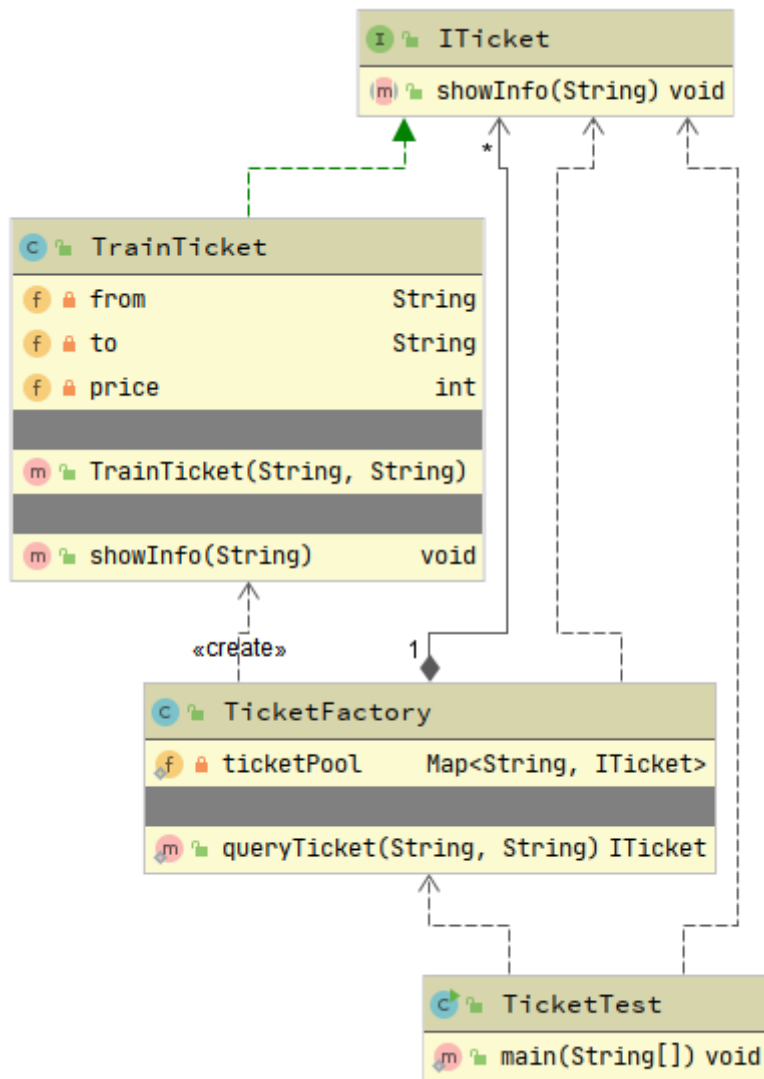 I ITicket
m showInfo(String) void
*
C TrainTicket
f from String
f to String
f price int
m TrainTicket(String, String)
m showInfo(String) void
«create»
1
C TicketFactory
f ticketPool Map<String, ITicket>
m queryTicket(String, String) ITicket
C TicketTest
m main(String[]) void